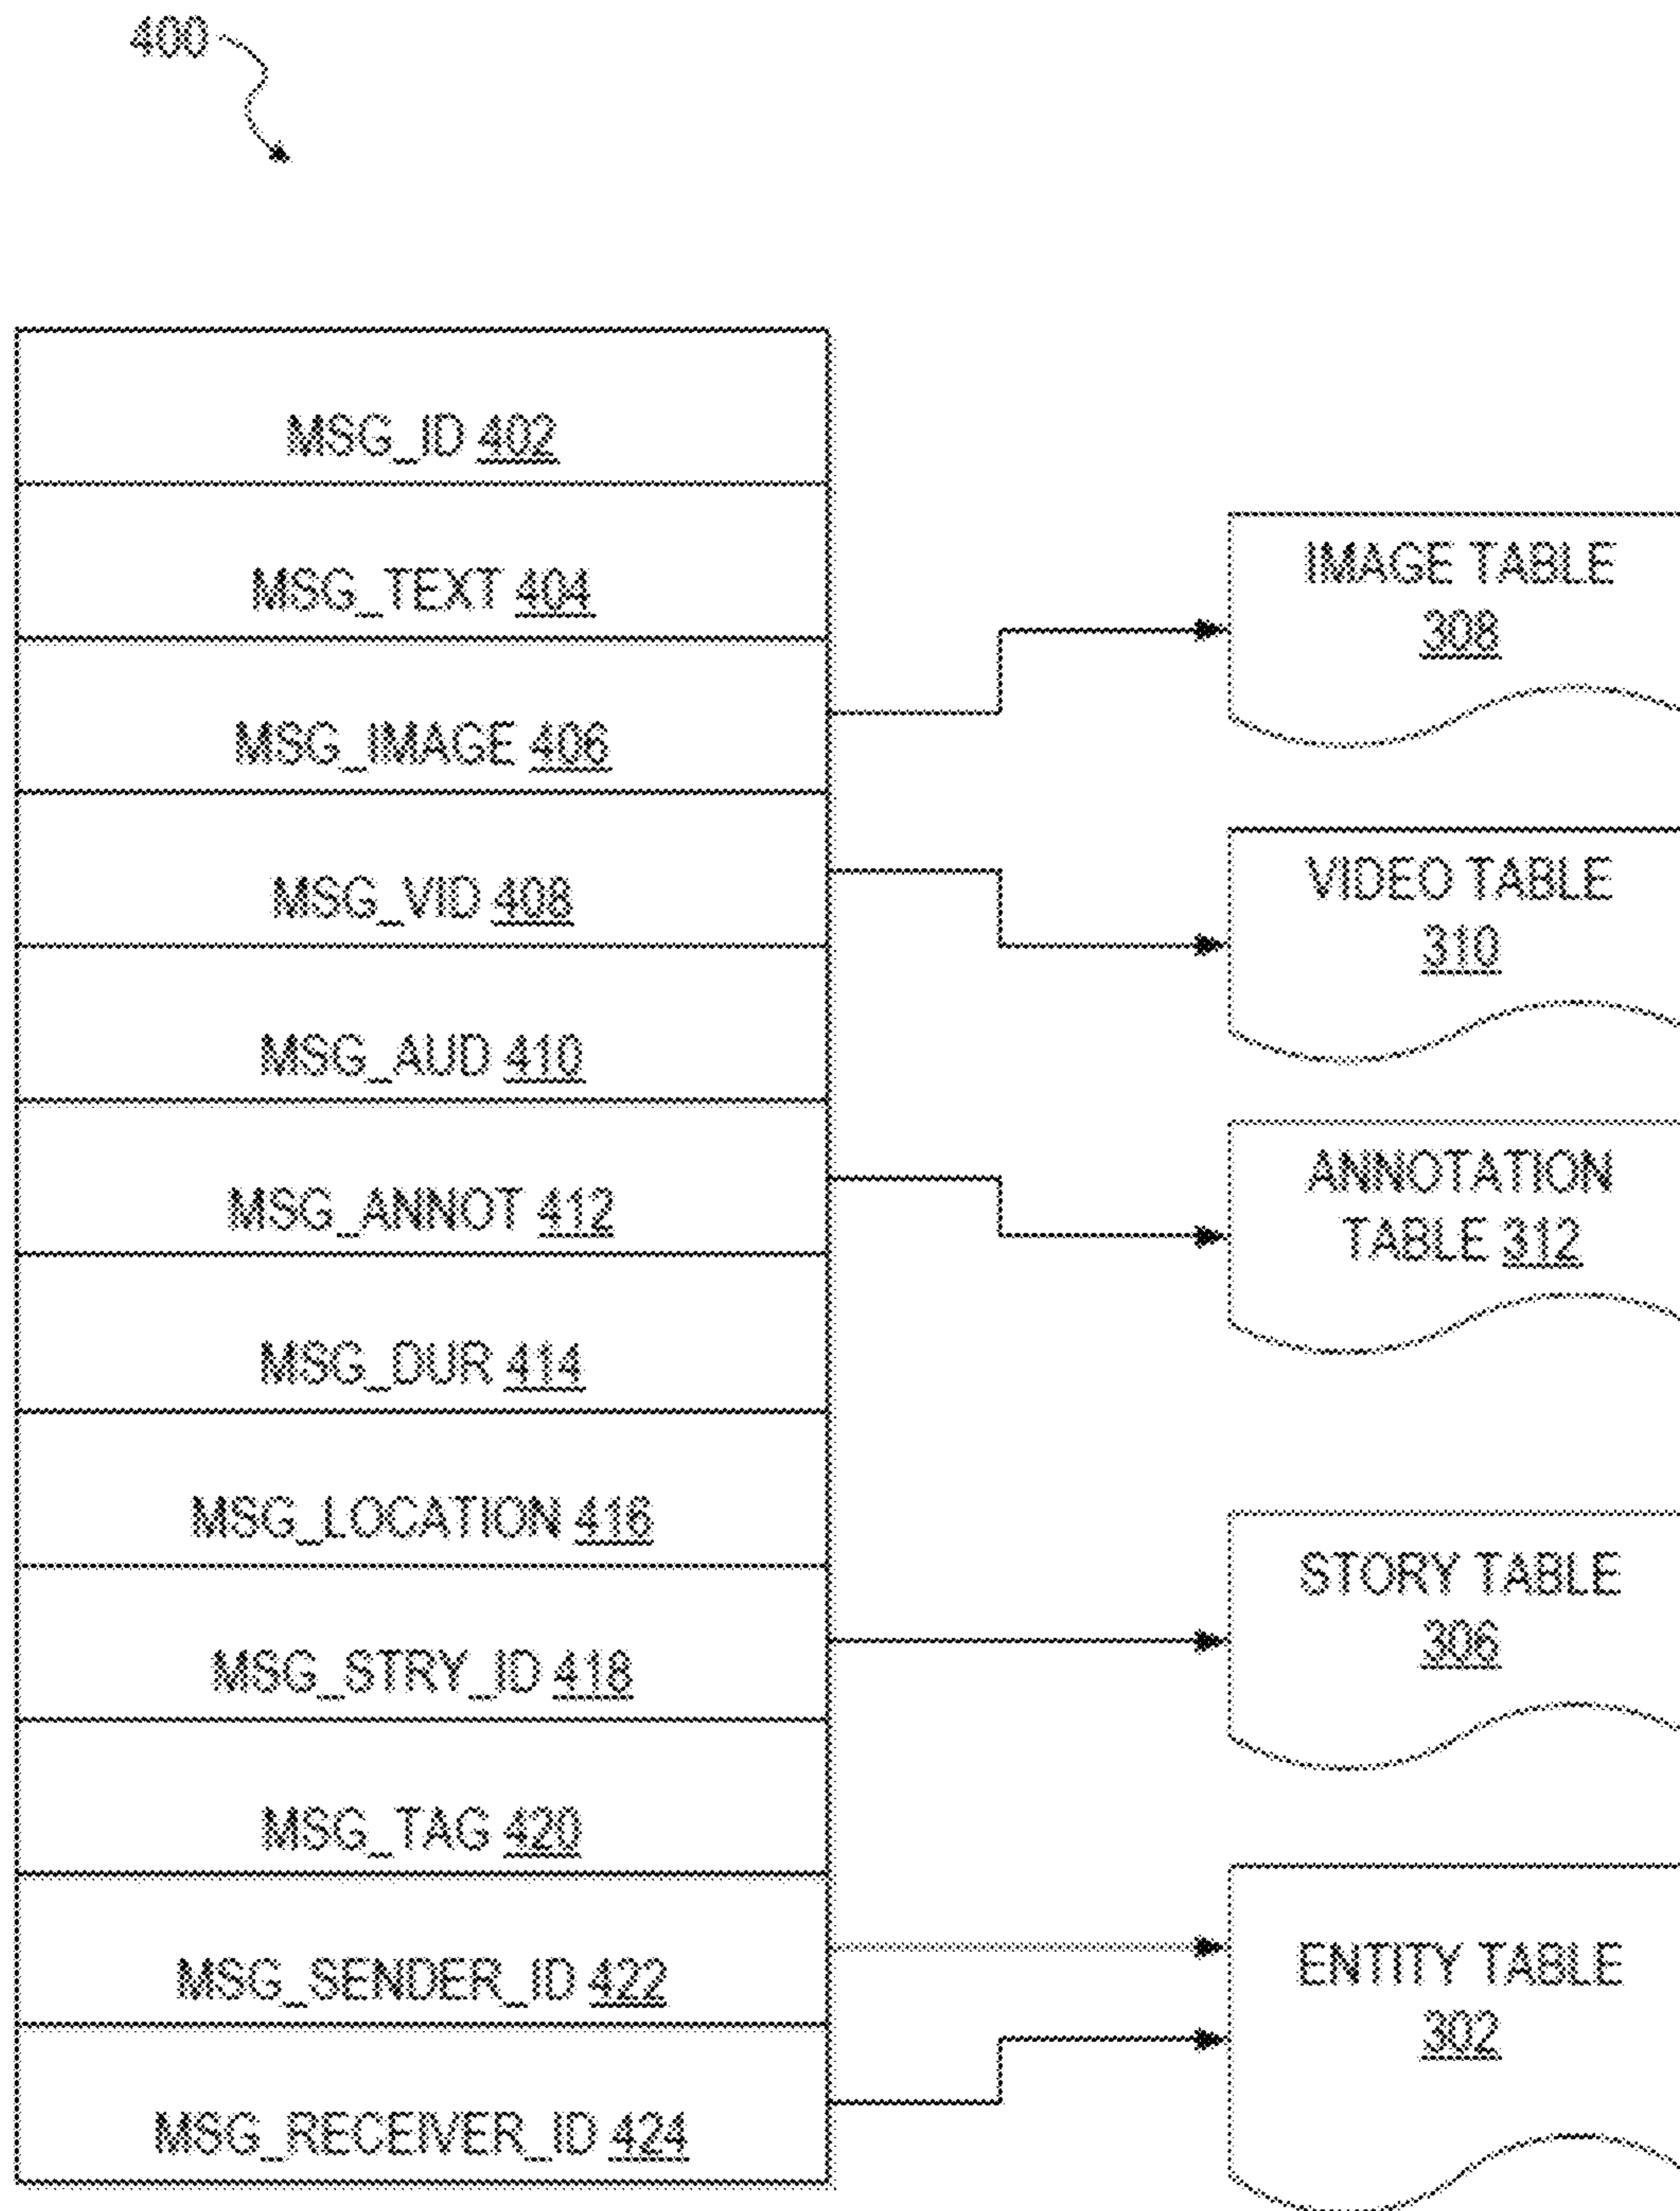 400
MSG_ID 402
MSG_TEXT 404
MSG_IMAGE 406
MSG_VID 408
MSG_AUD 410
MSG_ANNOT 412
MSG_DUR 414
MSG_LOCATION 416
MSG_STRY_ID 418
MSG_TAG 420
MSG_SENDER_ID 422
MSG_RECEIVER_ID 424
IMAGE TABLE
308
VIDEO TABLE
310
ANNOTATION
TABLE 312
STORY TABLE
306
ENTITY TABLE
302